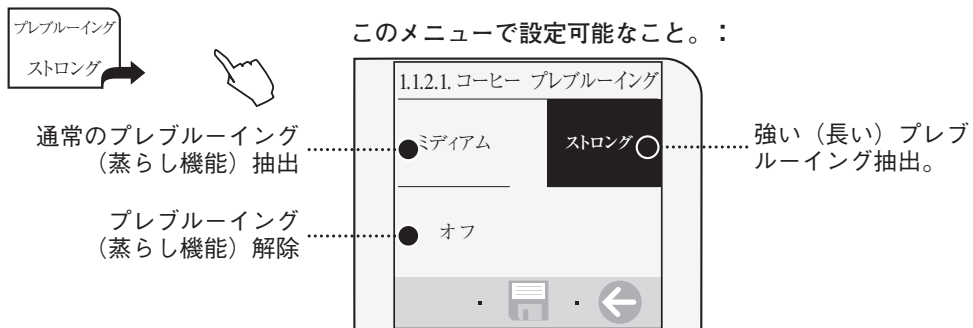 プレブルーイング
ストロング
このメニューで設定可能なこと。：
1.1.2.1. コーヒー プレブルーイング
通常のプレブルーイング
（蒸らし機能）抽出
ミディアム
ストロング
強い（長い）プレブ
ルーイング抽出。
プレブルーイング
（蒸らし機能）解除
オフ